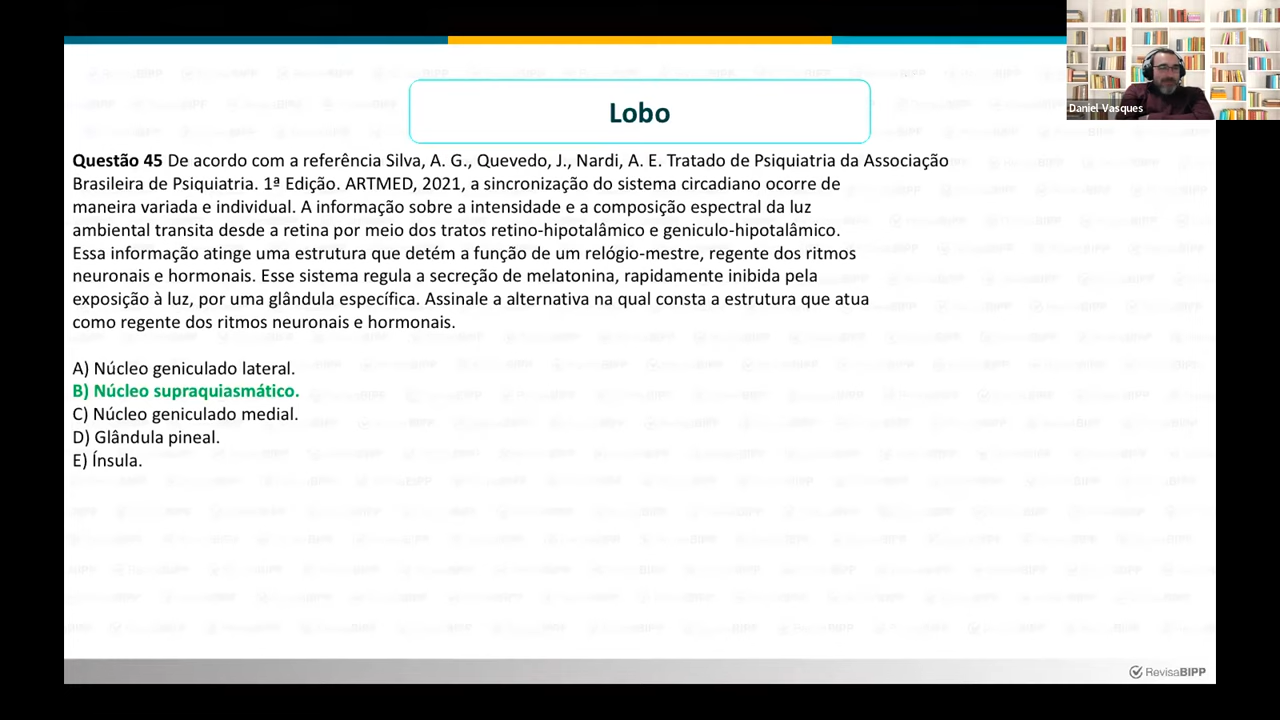 Daniel Vasques
Lobo
Questão 45 De acordo com a referência Silva, A. G., Quevedo, J., Nardi, A. E. Tratado de Psiquiatria da Associação
Brasileira de Psiquiatria. 1ª Edição. ARTMED, 2021, a sincronização do sistema circadiano ocorre de
maneira variada e individual. A informação sobre a intensidade e a composição espectral da luz
ambiental transita desde a retina por meio dos tratos retino-hipotalâmico e geniculo-hipotalâmico.
Essa informação atinge uma estrutura que detém a função de um relógio-mestre, regente dos ritmos
neuronais e hormonais. Esse sistema regula a secreção de melatonina, rapidamente inibida pela
exposição à luz, por uma glândula específica. Assinale a alternativa na qual consta a estrutura que atua
como regente dos ritmos neuronais e hormonais.
A) Núcleo geniculado lateral.
B) Núcleo supraquiasmático.
C) Núcleo geniculado medial.
D) Glândula pineal.
E) Ínsula.
RevisaBIPP